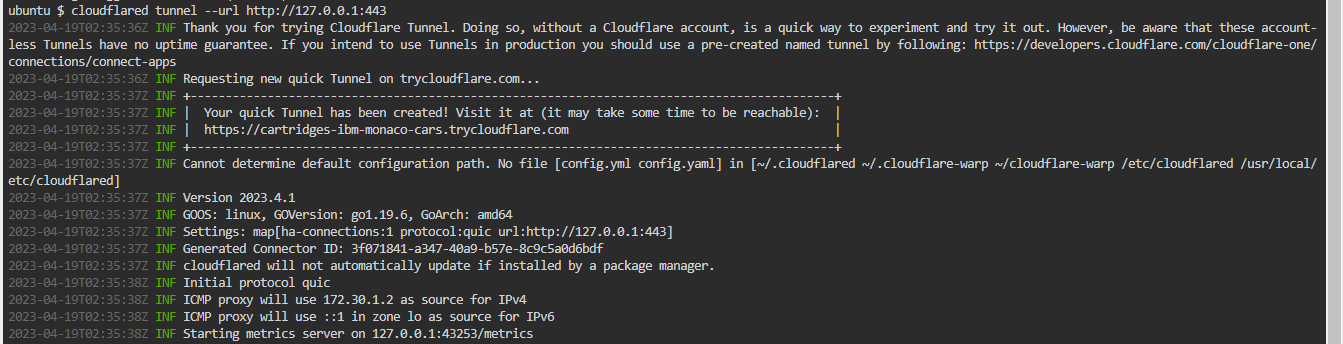 ubuntu $ cloudflared tunnel --url http://127.0.0.1:443
2023-04-19T02:35:36Z INF Thank you for trying Cloudflare Tunnel. Doing so, without a Cloudflare account, is a quick way to experiment and try it out. However, be aware that these account-
less Tunnels have no uptime guarantee. If you intend to use Tunnels in production you should use a pre-created named tunnel by following: https://developers.cloudflare.com/cloudflare-one/
connections/connect-apps
2023-04-19T02:35:36Z INF Requesting new quick Tunnel on trycloudflare.com...
2023-04-19T02:35:37Z INF +--------------------------------------------------------------------------------------------+
2023-04-19T02:35:37Z INF |  Your quick Tunnel has been created! Visit it at (it may take some time to be reachable):  |
2023-04-19T02:35:37Z INF |  https://cartridges-ibm-monaco-cars.trycloudflare.com                                      |
2023-04-19T02:35:37Z INF +--------------------------------------------------------------------------------------------+
2023-04-19T02:35:37Z INF Cannot determine default configuration path. No file [config.yml config.yaml] in [~/.cloudflared ~/.cloudflare-warp ~/cloudflare-warp /etc/cloudflared /usr/local/
etc/cloudflared]
2023-04-19T02:35:37Z INF Version 2023.4.1
2023-04-19T02:35:37Z INF GOOS: linux, GOVersion: go1.19.6, GoArch: amd64
2023-04-19T02:35:37Z INF Settings: map[ha-connections:1 protocol:quic url:http://127.0.0.1:443]
2023-04-19T02:35:37Z INF Generated Connector ID: 3f071841-a347-40a9-b57e-8c9c5a0d6bdf
2023-04-19T02:35:37Z INF cloudflared will not automatically update if installed by a package manager.
2023-04-19T02:35:38Z INF Initial protocol quic
2023-04-19T02:35:38Z INF ICMP proxy will use 172.30.1.2 as source for IPv4
2023-04-19T02:35:38Z INF ICMP proxy will use ::1 in zone lo as source for IPv6
2023-04-19T02:35:38Z INF Starting metrics server on 127.0.0.1:43253/metrics